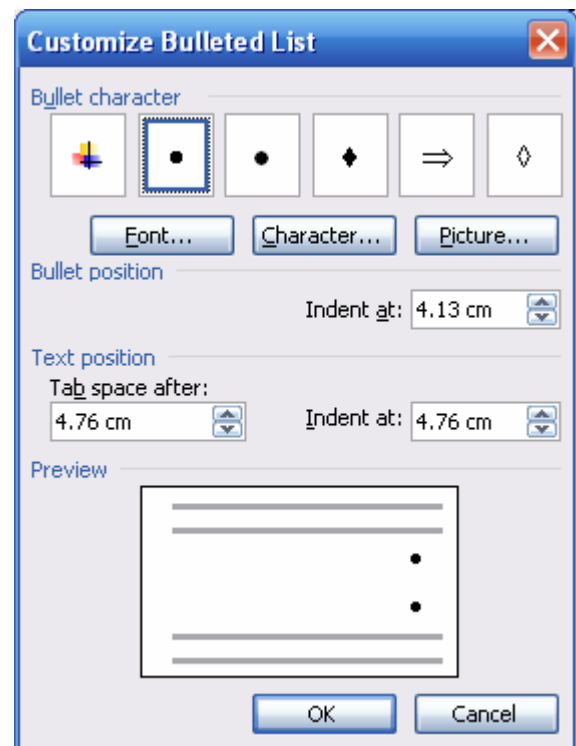 Customize Bulleted List
Bullet character
Font... Character... Picture...
Bullet position
Indent at: 4.13 cm
Text position
Tab space after:
4.76 cm Indent at: 4.76 cm
Preview
OK Cancel